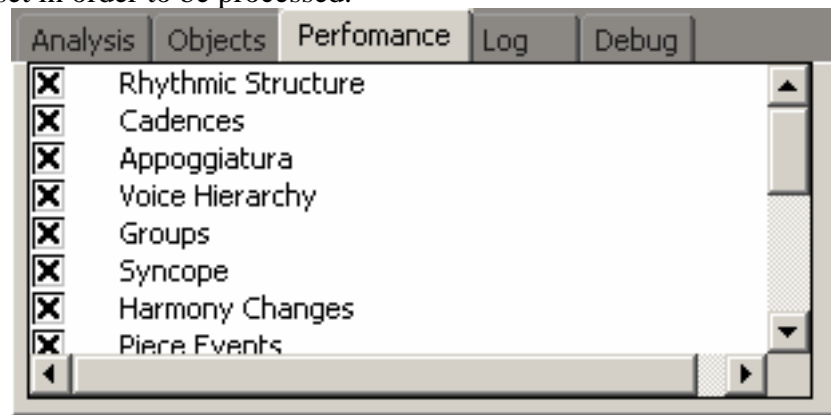 set in order to be processed.
Analysis Objects Perfomance Log Debug
Rhythmic Structure
Cadences
Appoggiatura
Voice Hierarchy
Groups
Syncope
Harmony Changes
Piece Events